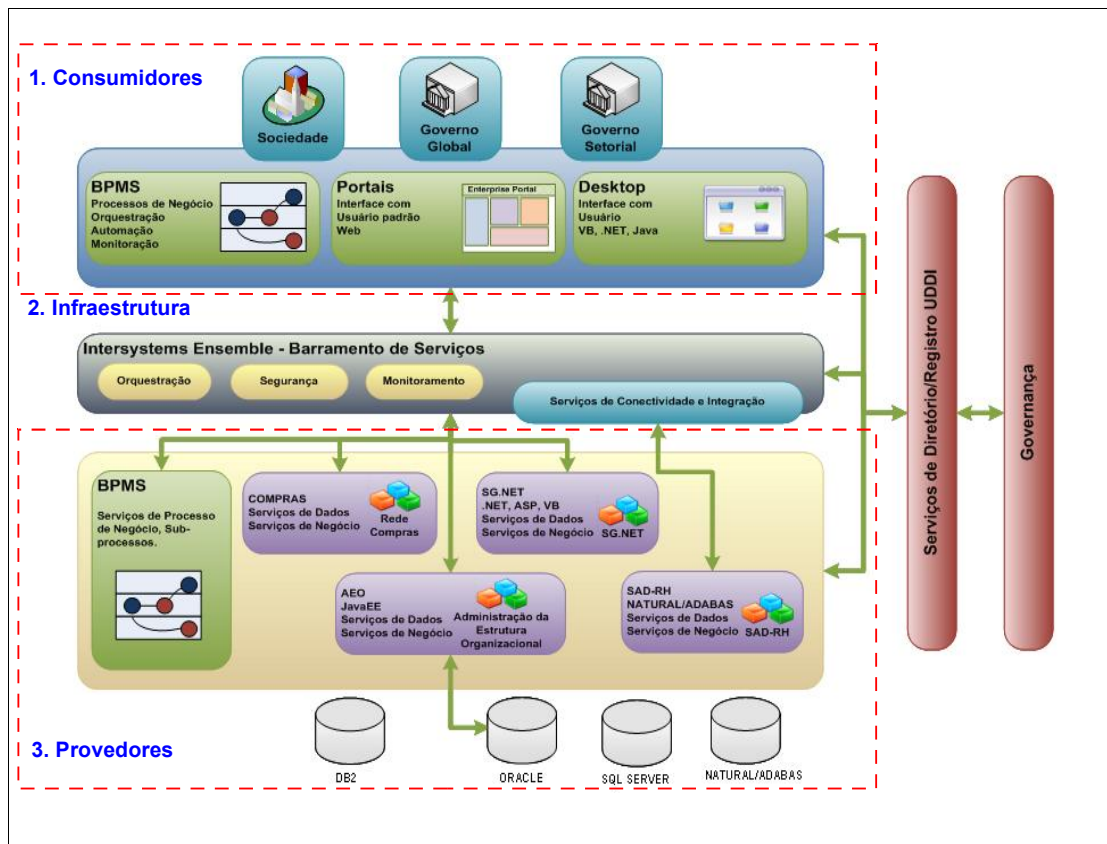 1. Consumidores
Sociedade
Governo
Global
Governo
Setorial
BPMS
Processos de Negócio
Orquestração
Automação
Monitoração
Portais
Interface com
Usuário padrão
Web
Enterprise Portal
Desktop
Interface com
Usuário
VB, .NET, Java
2. Infraestrutura
Intersystems Ensemble - Barramento de Serviços
Orquestração
Segurança
Monitoramento
Serviços de Conectividade e Integração
BPMS
Serviços de Processo
de Negócio, Sub-
processos.
COMPRAS
Serviços de Dados
Serviços de Negócio
Rede
Compras
SG.NET
.NET, ASP, VB
Serviços de Dados
Serviços de Negócio
SG.NET
AEO
JavaEE
Serviços de Dados
Serviços de Negócio
Administração da
Estrutura
Organizacional
SAD-RH
NATURAL/ADABAS
Serviços de Dados
Serviços de Negócio
SAD-RH
3. Provedores
DB2
ORACLE
SQL SERVER
NATURAL/ADABAS
Serviços de Diretório/Registro UDDI
Governança